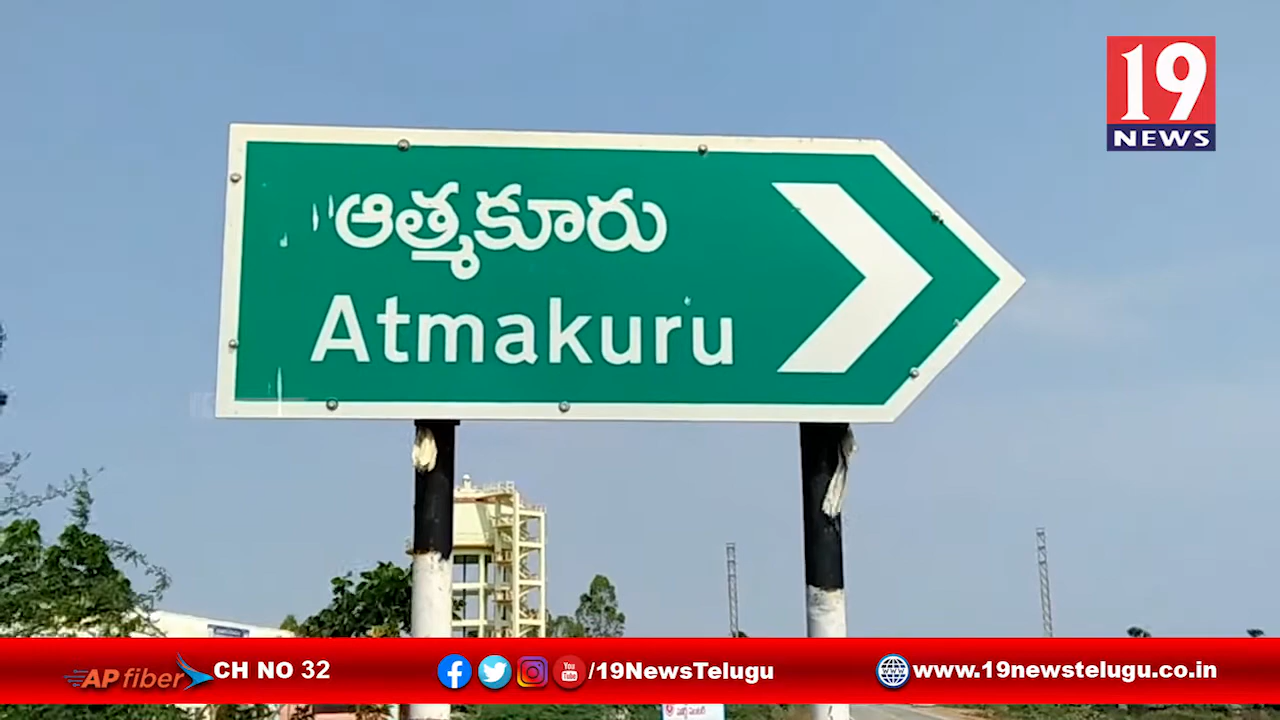 19
NEWS
ఆత్మకూరు
Atmakuru
AP fiber CH NO 32
/19NewsTelugu
www.19newstelugu.co.in